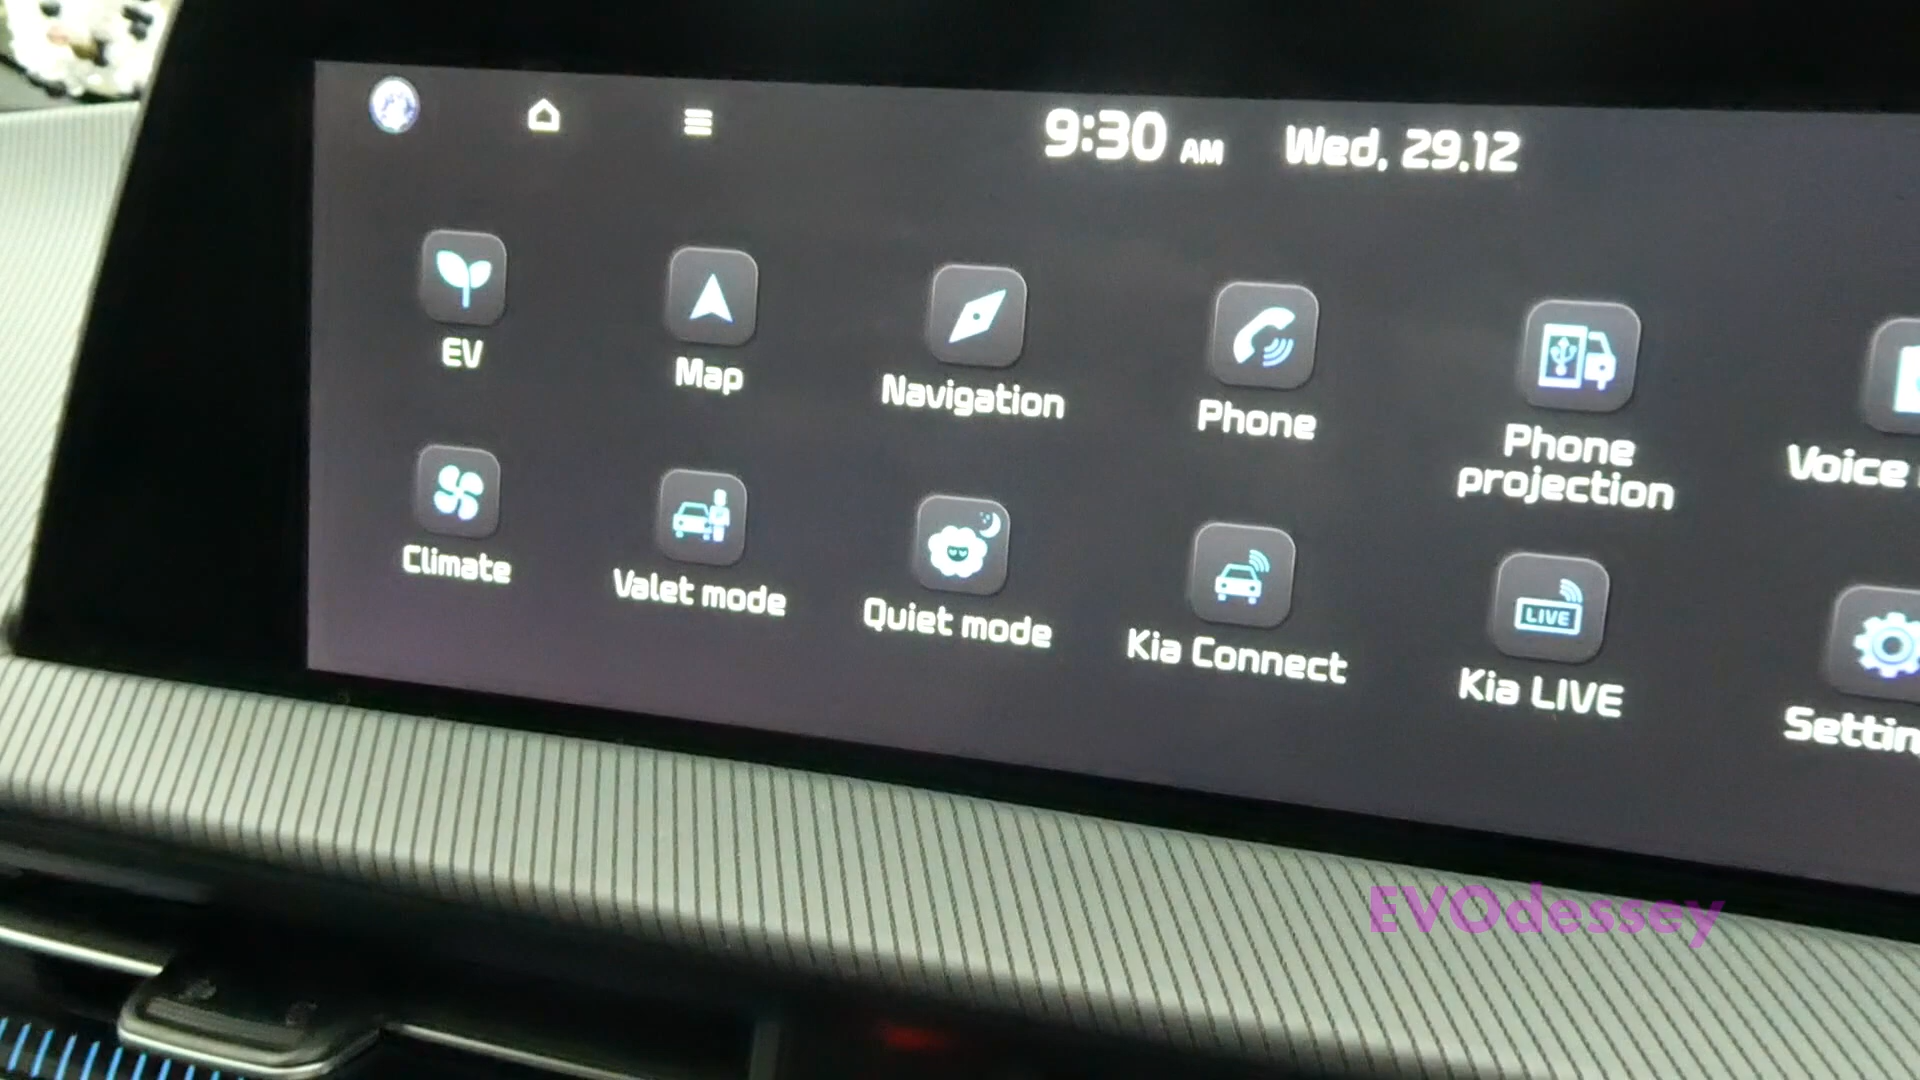 9:30 AM Wed, 29.12
EV
Map
Navigation
Phone
Phone
projection
Voice
Climate
Valet mode
Quiet mode
Kia Connect
LIVE
Kia LIVE
EVOdessey